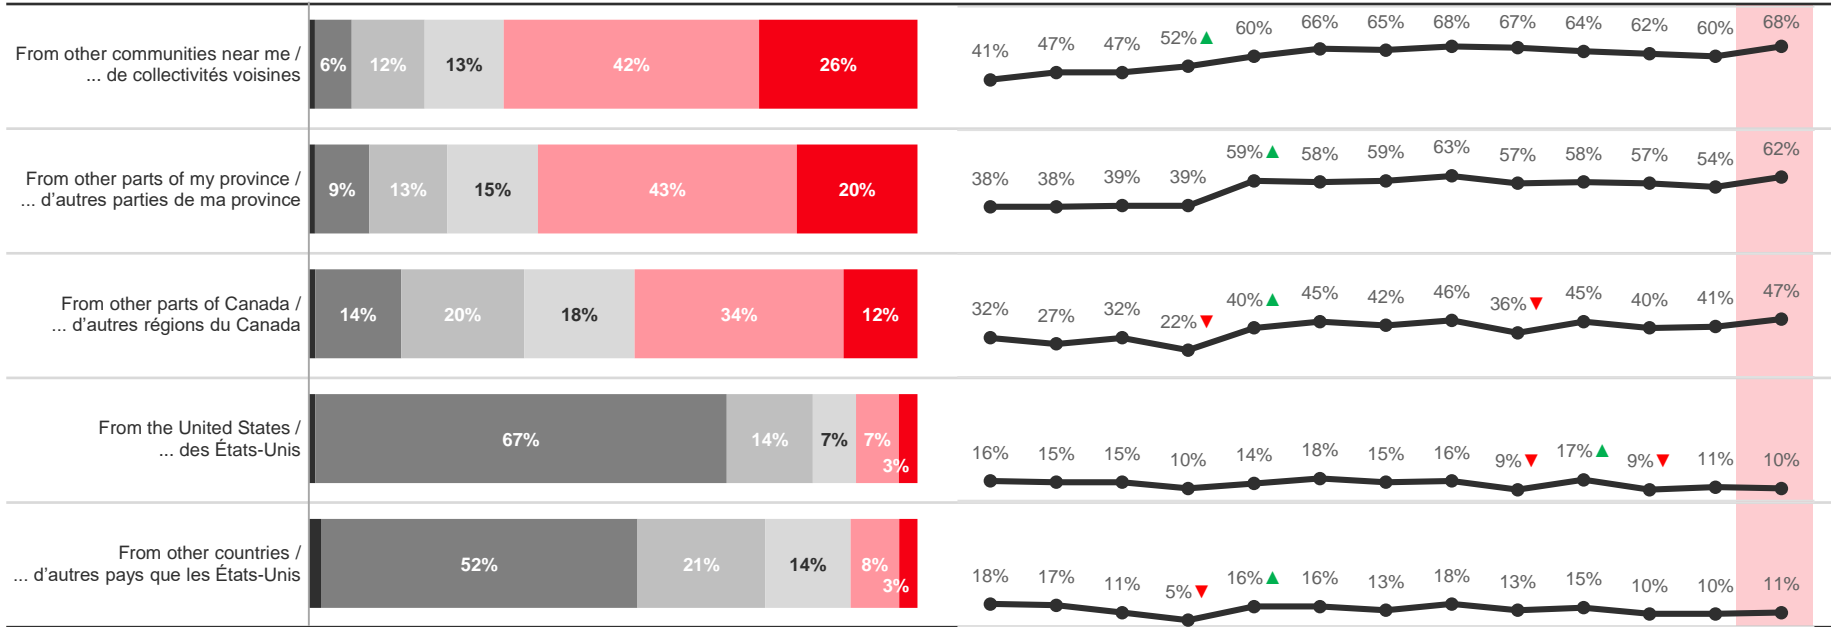 From other communities near me /
... de collectivités voisines
6% 12% 13% 42% 26%
41% 47% 47% 52% ▲ 60% 66% 65% 68% 67% 64% 62% 60% 68%
From other parts of my province /
... d'autres parties de ma province
9% 13% 15% 43% 20%
38% 38% 39% 39% 59% ▲ 58% 59% 63% 57% 58% 57% 54% 62%
From other parts of Canada /
... d'autres régions du Canada
14% 20% 18% 34% 12%
32% 27% 32% 22% ▼ 40% ▲ 45% 42% 46% 36% ▼ 45% 40% 41% 47%
From the United States /
... des États-Unis
67% 14% 7% 7% 3%
16% 15% 15% 10% 14% 18% 15% 16% 9% ▼ 17% ▲ 9% ▼ 11% 10%
From other countries /
... d'autres pays que les États-Unis
52% 21% 14% 8% 3%
18% 17% 11% 5% ▼ 16% ▲ 16% 13% 18% 13% 15% 10% 10% 11%